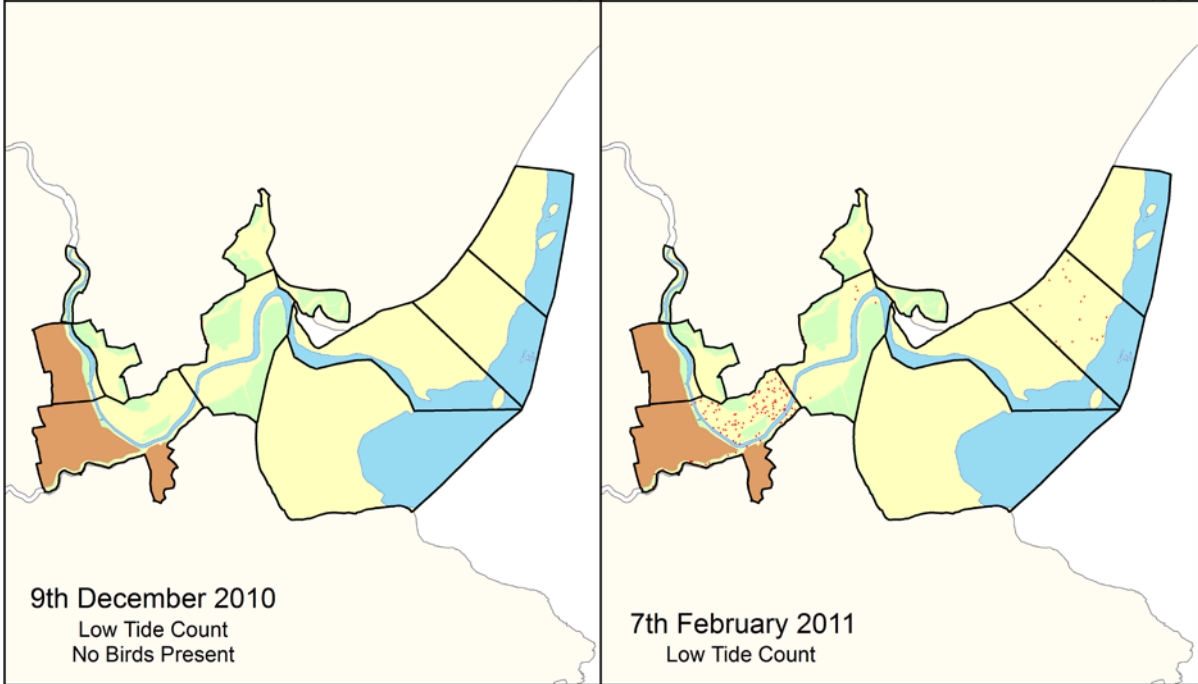 9th December 2010
Low Tide Count
No Birds Present
7th February 2011
Low Tide Count